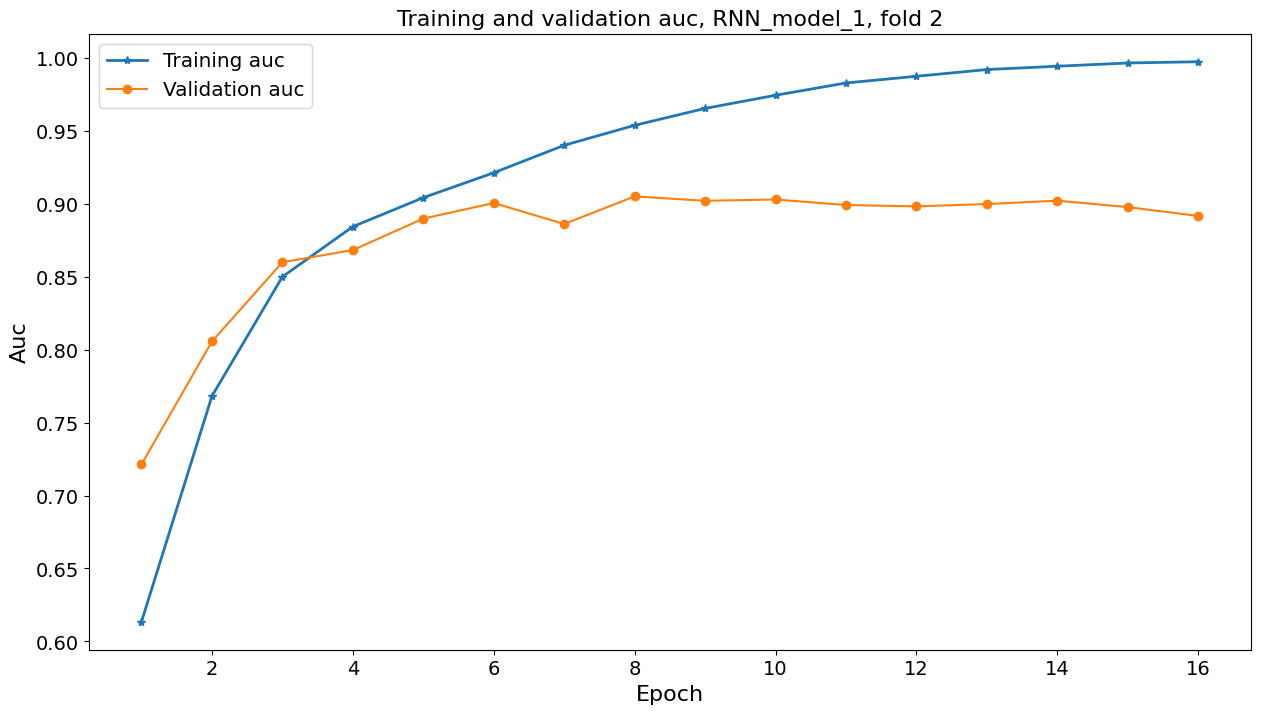 Training and validation auc, RNN_model_1, fold 2
Training auc
Validation auc
1.00
0.95
0.90
0.85
0.80
0.75
0.70
0.65
0.60
Auc
2 4 6 8 10 12 14 16
Epoch